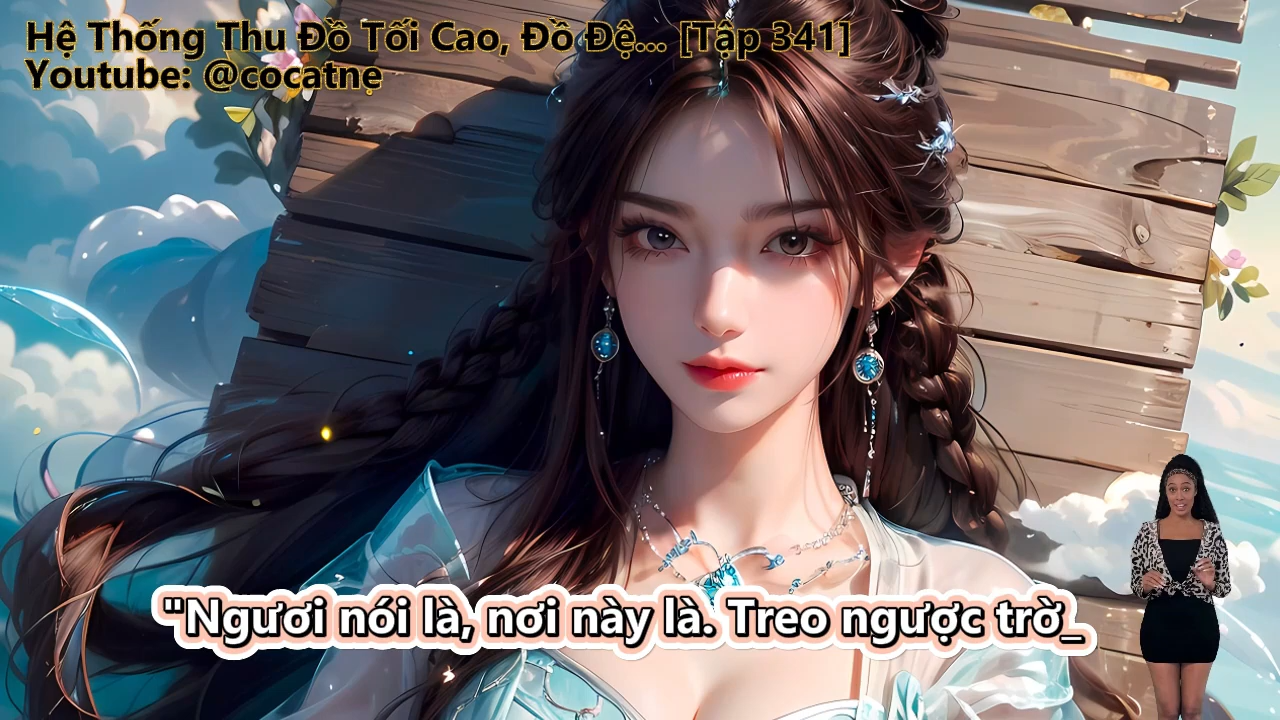 Hệ Thống Thu Đồ Tối Cao, Đồ Đệ... [Tập 341]
Youtube: @cocatnẹ
"Ngươi nói là, nơi này là. Treo ngược trờ_